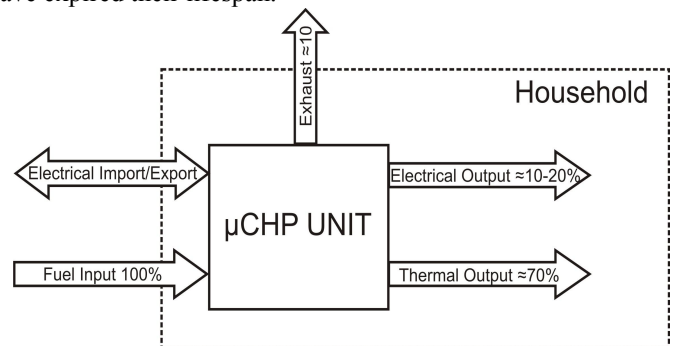 ave expired their lifespan.
Exhaust ≈10
Household
Electrical Import/Export
Electrical Output ≈10-20%
µCHP UNIT
Fuel Input 100%
Thermal Output ≈70%